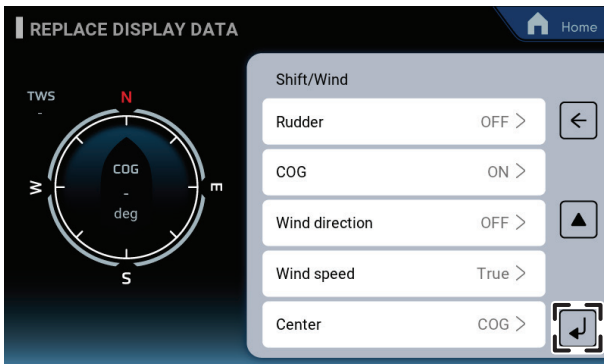 REPLACE DISPLAY DATA
Home
TWS
-
N
W
E
S
COG
-
deg
Shift/Wind
Rudder OFF >
COG ON >
Wind direction OFF >
Wind speed True >
Center COG >